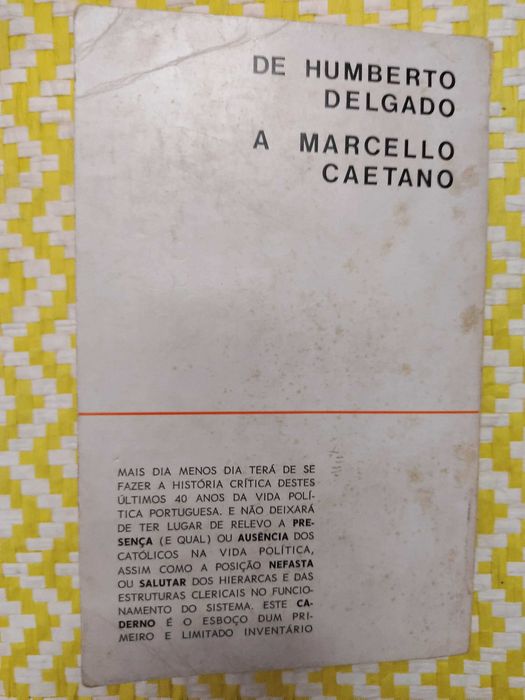 DE HUMBERTO
DELGADO
A MARCELLO
CAETANO
MAIS DIA MENOS DIA TERÁ DE SE
FAZER A HISTÓRIA CRÍTICA DESTES
ÚLTIMOS 40 ANOS DA VIDA POLÍ-
TICA PORTUGUESA. E NÃO DEIXARÁ
DE TER LUGAR DE RELEVO A PRE-
SENÇA (E QUAL) OU AUSÊNCIA DOS
CATÓLICOS NA VIDA POLÍTICA,
ASSIM COMO A POSIÇÃO NEFASTA
OU SALUTAR DOS HIERARCAS E DAS
ESTRUTURAS CLERICAIS NO FUNCIO-
NAMENTO DO SISTEMA. ESTE CA-
DERNO É O ESBOÇO DUM PRI-
MEIRO E LIMITADO INVENTÁRIO